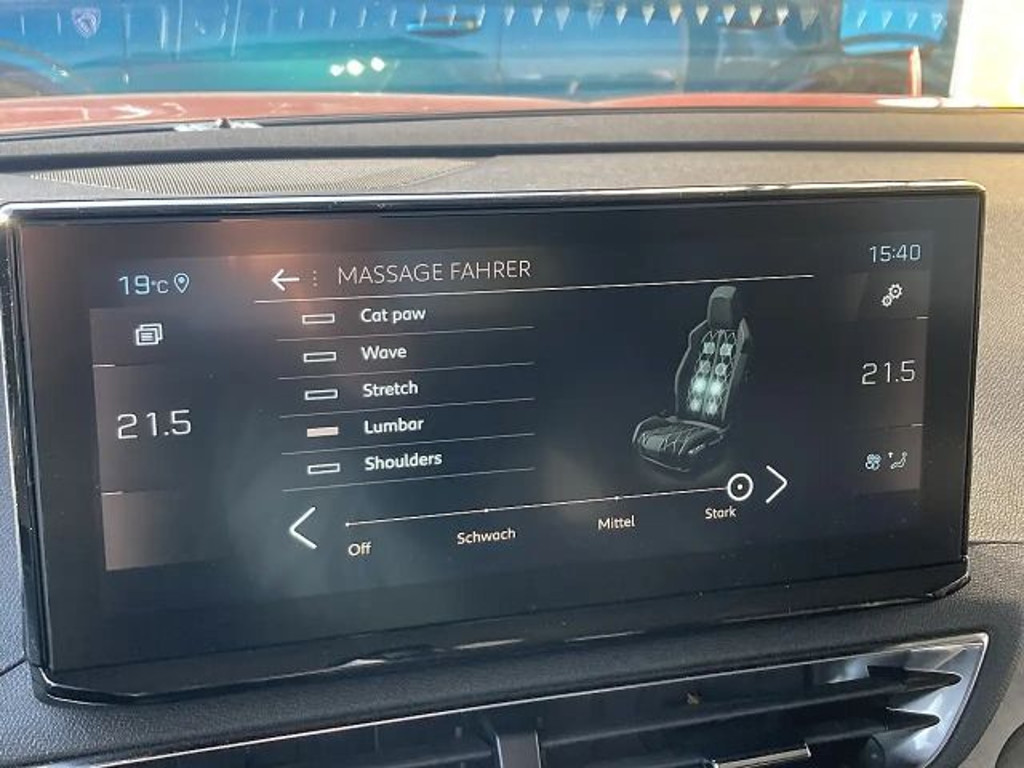 19°C
15:40
MASSAGE FAHRER
Cat paw
Wave
Stretch
Lumbar
Shoulders
21.5
21.5
Off
Schwach
Mittel
Stark